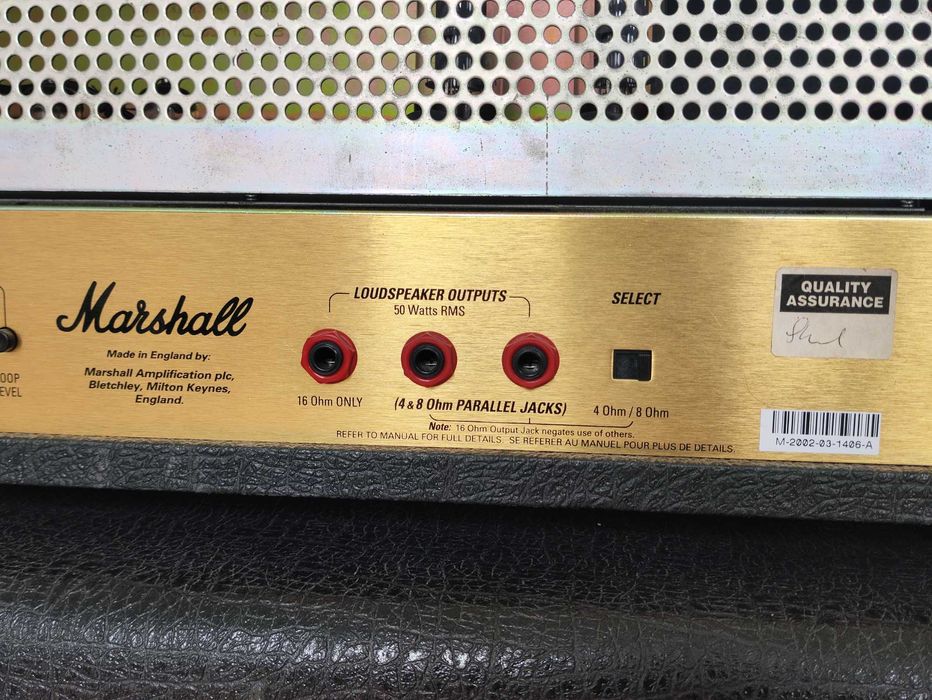 OOP
EVEL
Marshall
Made in England by:
Marshall Amplification plc,
Bletchley, Milton Keynes,
England.
LOUDSPEAKER OUTPUTS
50 Watts RMS
16 Ohm ONLY
(4 & 8 Ohm PARALLEL JACKS)
Note: 16 Ohm Output Jack negates use of others.
REFER TO MANUAL FOR FULL DETAILS. SE REFERER AU MANUEL POUR PLUS DE DETAILS.
SELECT
4 Ohm / 8 Ohm
QUALITY
ASSURANCE
M-2002-03-1406-A